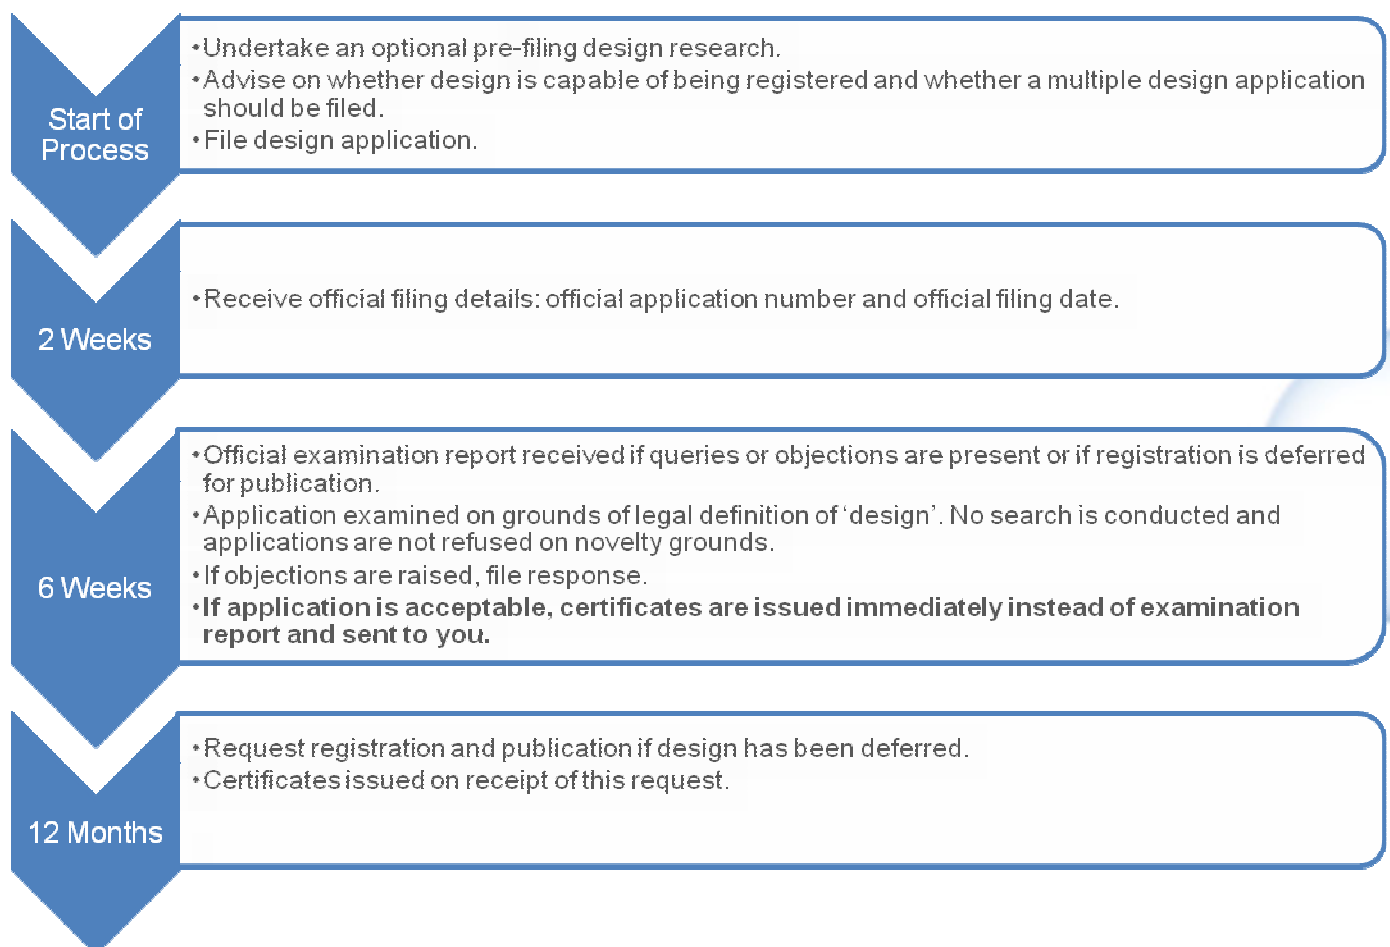 Start of
Process
•Undertake an optional pre-filing design research.
•Advise on whether design is capable of being registered and whether a multiple design application
should be filed.
•File design application.
2 Weeks
•Receive official filing details: official application number and official filing date.
6 Weeks
•Official examination report received if queries or objections are present or if registration is deferred
for publication.
•Application examined on grounds of legal definition of ‘design’. No search is conducted and
applications are not refused on novelty grounds.
•If objections are raised, file response.
•If application is acceptable, certificates are issued immediately instead of examination
report and sent to you.
12 Months
•Request registration and publication if design has been deferred.
•Certificates issued on receipt of this request.